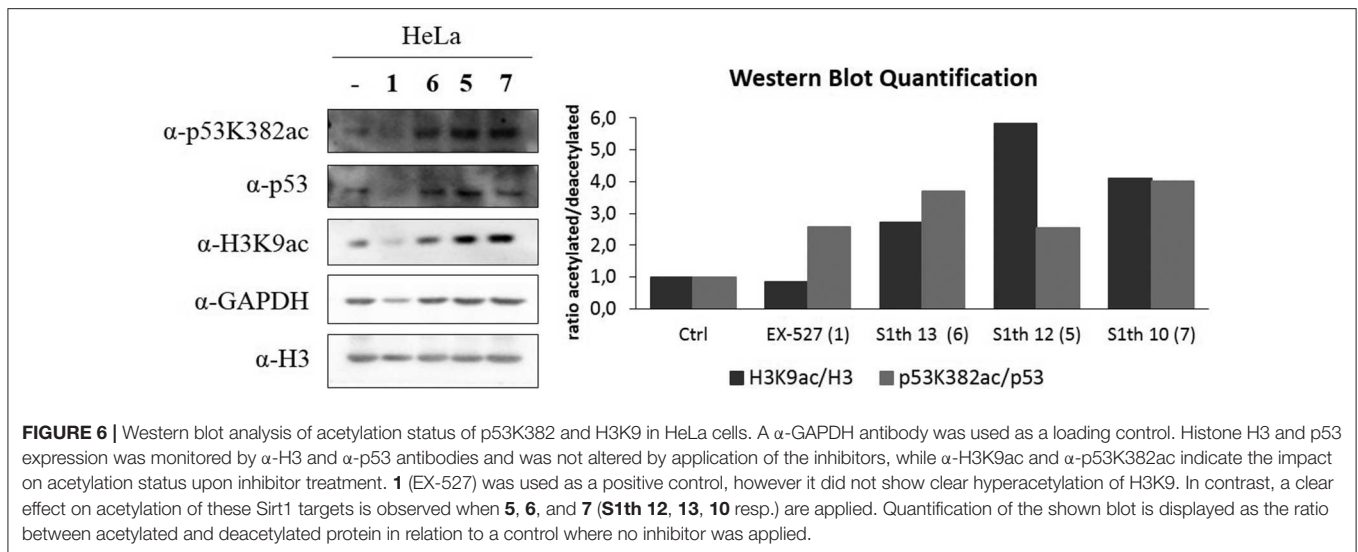 HeLa
- 1 6 5 7
α-p53K382ac
α-p53
α-H3K9ac
α-GAPDH
α-H3
Western Blot Quantification
ratio acetylated/deacetylated
6,0
5,0
4,0
3,0
2,0
1,0
0,0
Ctrl EX-527 (1) S1th 13 (6) S1th 12 (5) S1th 10 (7)
H3K9ac/H3 p53K382ac/p53
FIGURE 6 | Western blot analysis of acetylation status of p53K382 and H3K9 in HeLa cells. A α-GAPDH antibody was used as a loading control. Histone H3 and p53
expression was monitored by α-H3 and α-p53 antibodies and was not altered by application of the inhibitors, while α-H3K9ac and α-p53K382ac indicate the impact
on acetylation status upon inhibitor treatment. 1 (EX-527) was used as a positive control, however it did not show clear hyperacetylation of H3K9. In contrast, a clear
effect on acetylation of these Sirt1 targets is observed when 5, 6, and 7 (S1th 12, 13, 10 resp.) are applied. Quantification of the shown blot is displayed as the ratio
between acetylated and deacetylated protein in relation to a control where no inhibitor was applied.